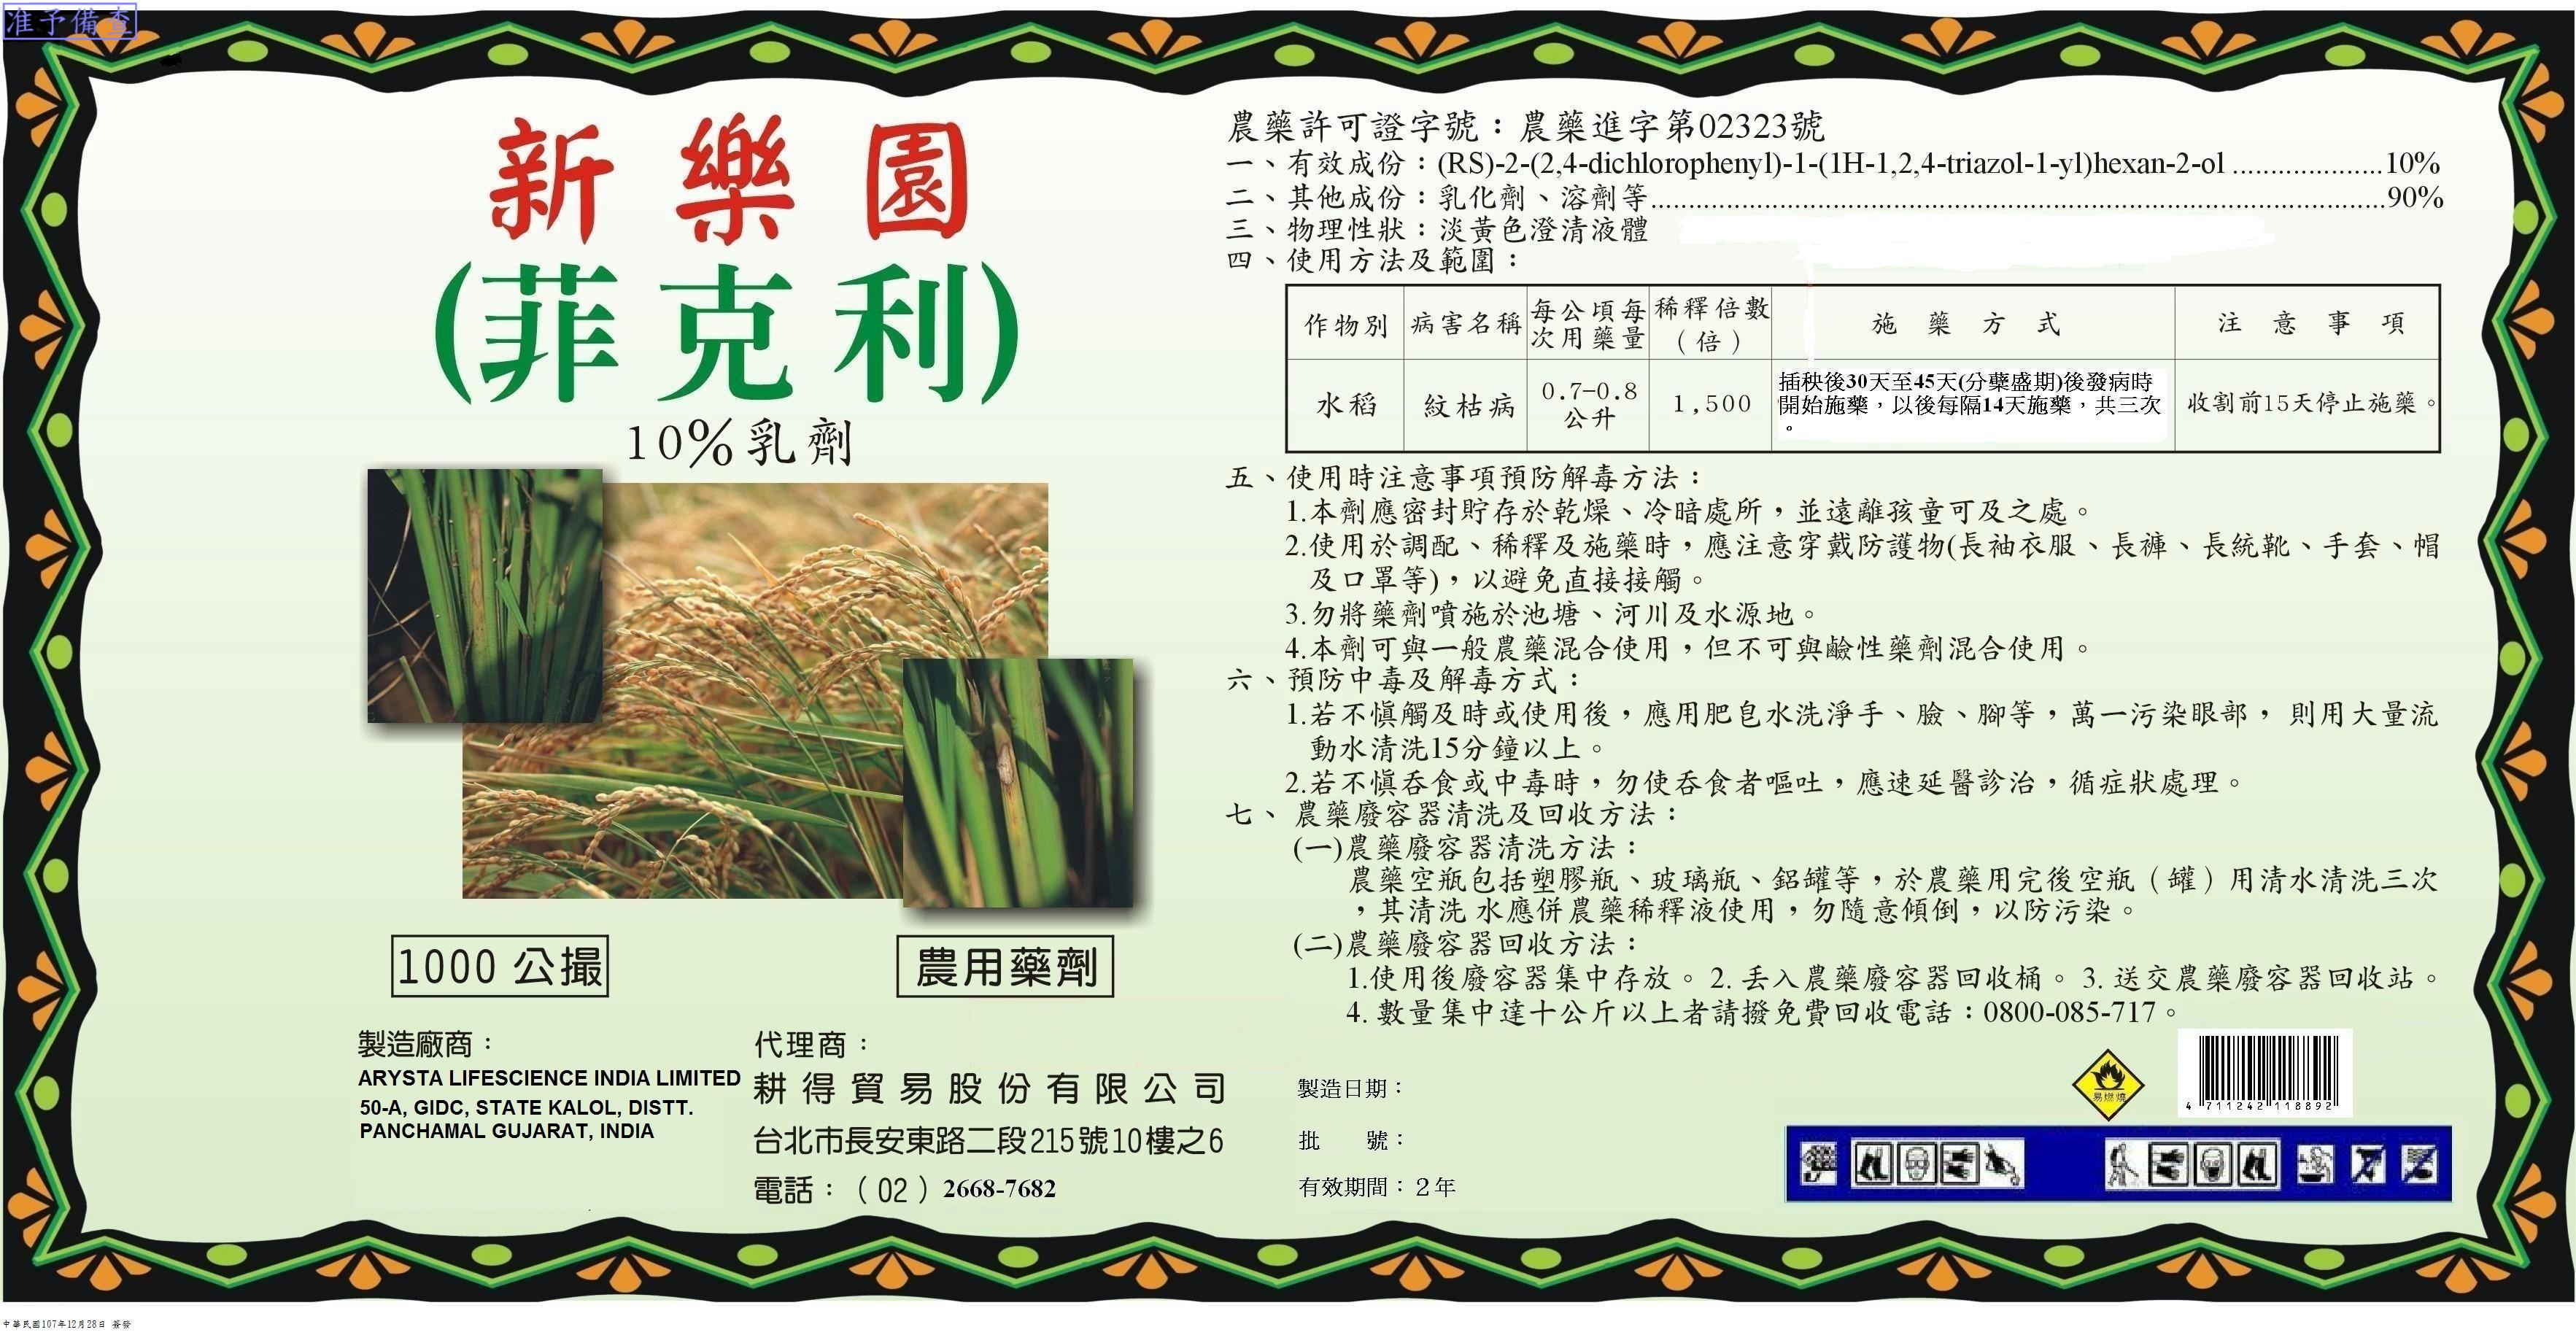 准予備查
新樂園
(菲克利)
10%乳劑
1000 公撮
農用藥劑
製造廠商：
ARYSTA LIFESCIENCE INDIA LIMITED
50-A, GIDC, STATE KALOL, DISTT.
PANCHAMAL GUJARAT, INDIA
代理商：
耕得貿易股份有限公司
台北市長安東路二段215號10樓之6
電話：（02）2668-7682
農藥許可證字號：農藥進字第02323號
一、有效成份：(RS)-2-(2,4-dichlorophenyl)-1-(1H-1,2,4-triazol-1-yl)hexan-2-ol....................10%
二、其他成份：乳化劑、溶劑等....................90%
三、物理性狀：淡黃色澄清液體
四、使用方法及範圍：
作物別 病害名稱 每公頃每次用藥量 稀釋倍數（倍） 施藥方式 注意事項
水稻 紋枯病 0.7-0.8公升 1,500 插秧後30天至45天(分蘗盛期)後發病時開始施藥，以後每隔14天施藥，共三次。 收割前15天停止施藥。
五、使用時注意事項預防解毒方法：
1.本劑應密封貯存於乾燥、冷暗處所，並遠離孩童可及之處。
2.使用於調配、稀釋及施藥時，應注意穿戴防護物(長袖衣服、長褲、長統靴、手套、帽
及口罩等)，以避免直接接觸。
3.勿將藥劑噴施於池塘、河川及水源地。
4.本劑可與一般農藥混合使用，但不可與鹼性藥劑混合使用。
六、預防中毒及解毒方式：
1.若不慎觸及時或使用後，應用肥皂水洗淨手、臉、腳等，萬一污染眼部， 則用大量流
動水清洗15分鐘以上。
2.若不慎吞食或中毒時，勿使吞食者嘔吐，應速延醫診治，循症狀處理。
七、 農藥廢容器清洗及回收方法：
(一)農藥廢容器清洗方法：
農藥空瓶包括塑膠瓶、玻璃瓶、鋁罐等，於農藥用完後空瓶（罐）用清水清洗三次
，其清洗 水應併農藥稀釋液使用，勿隨意傾倒，以防污染。
(二)農藥廢容器回收方法：
1.使用後廢容器集中存放。 2. 丟入農藥廢容器回收桶。 3. 送交農藥廢容器回收站。
4. 數量集中達十公斤以上者請撥免費回收電話：0800-085-717。
製造日期：
批　　號：
有效期間：２年
易燃燒
4 711242 118892
中華民國107年12月28日 簽發